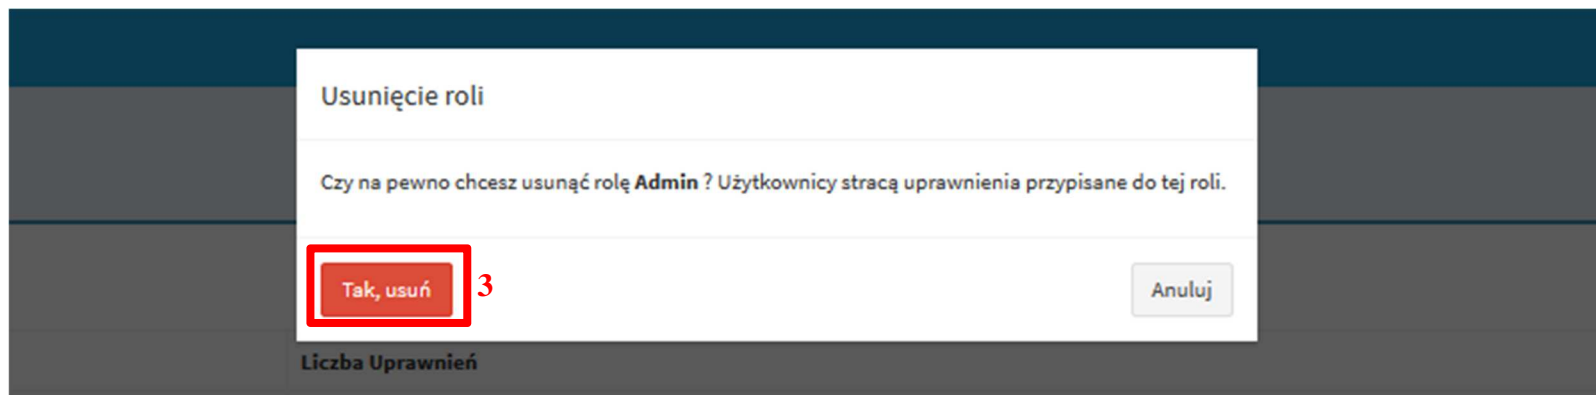 Usunięcie roli
Czy na pewno chcesz usunąć rolę Admin ? Użytkownicy stracą uprawnienia przypisane do tej roli.
Tak, usuń 3
Anuluj
Liczba Uprawnień